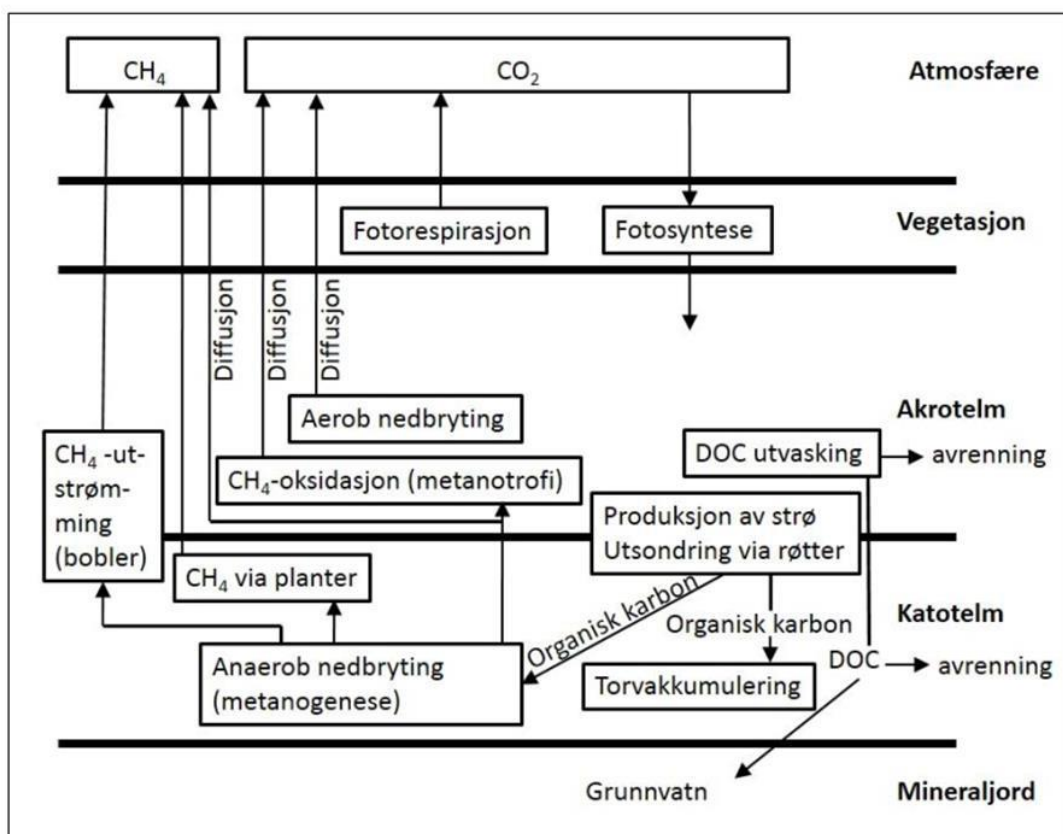 CH₄
CO₂
Atmosfære
Fotorespirasjon
Fotosyntese
Vegetasjon
Diffusjon
Diffusjon
Diffusjon
Aerob nedbryting
Akrotelm
CH₄ -ut-
strøm-
ming
(bobler)
CH₄-oksidasjon (metanotrofi)
DOC utvasking
avrenning
Produksjon av strø
Utsondring via røtter
CH₄ via planter
Organisk karbon
Organisk karbon
Katotelm
Anaerob nedbryting
(metanogenese)
Torvakkumulering
DOC
avrenning
Grunnvatn
Mineraljord